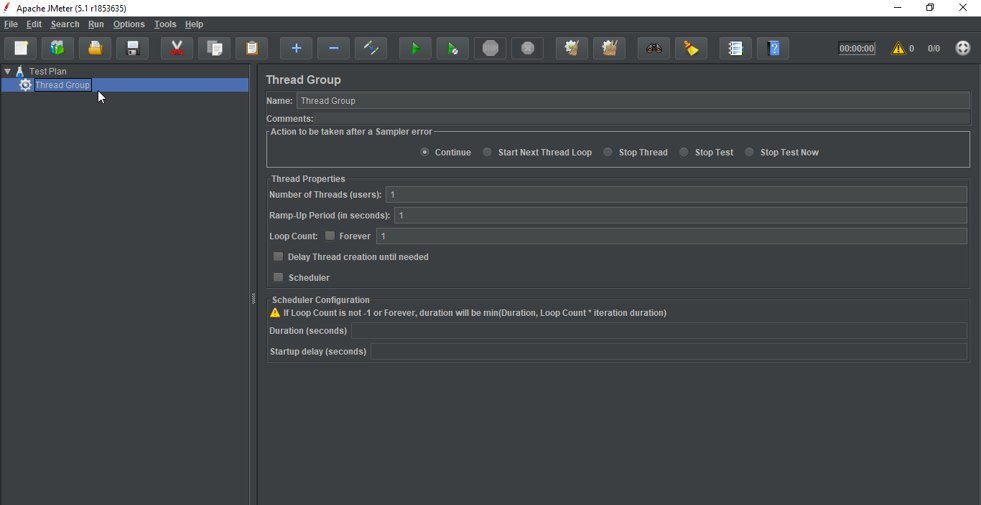 Apache JMeter (5.1 r1853635)
File Edit Search Run Options Tools Help
00:00:00 0 0/0
Test Plan
Thread Group
Thread Group
Name: Thread Group
Comments:
Action to be taken after a Sampler error
Continue Start Next Thread Loop Stop Thread Stop Test Stop Test Now
Thread Properties
Number of Threads (users): 1
Ramp-Up Period (in seconds): 1
Loop Count: Forever 1
Delay Thread creation until needed
Scheduler
Scheduler Configuration
If Loop Count is not -1 or Forever, duration will be min(Duration, Loop Count * iteration duration)
Duration (seconds)
Startup delay (seconds)